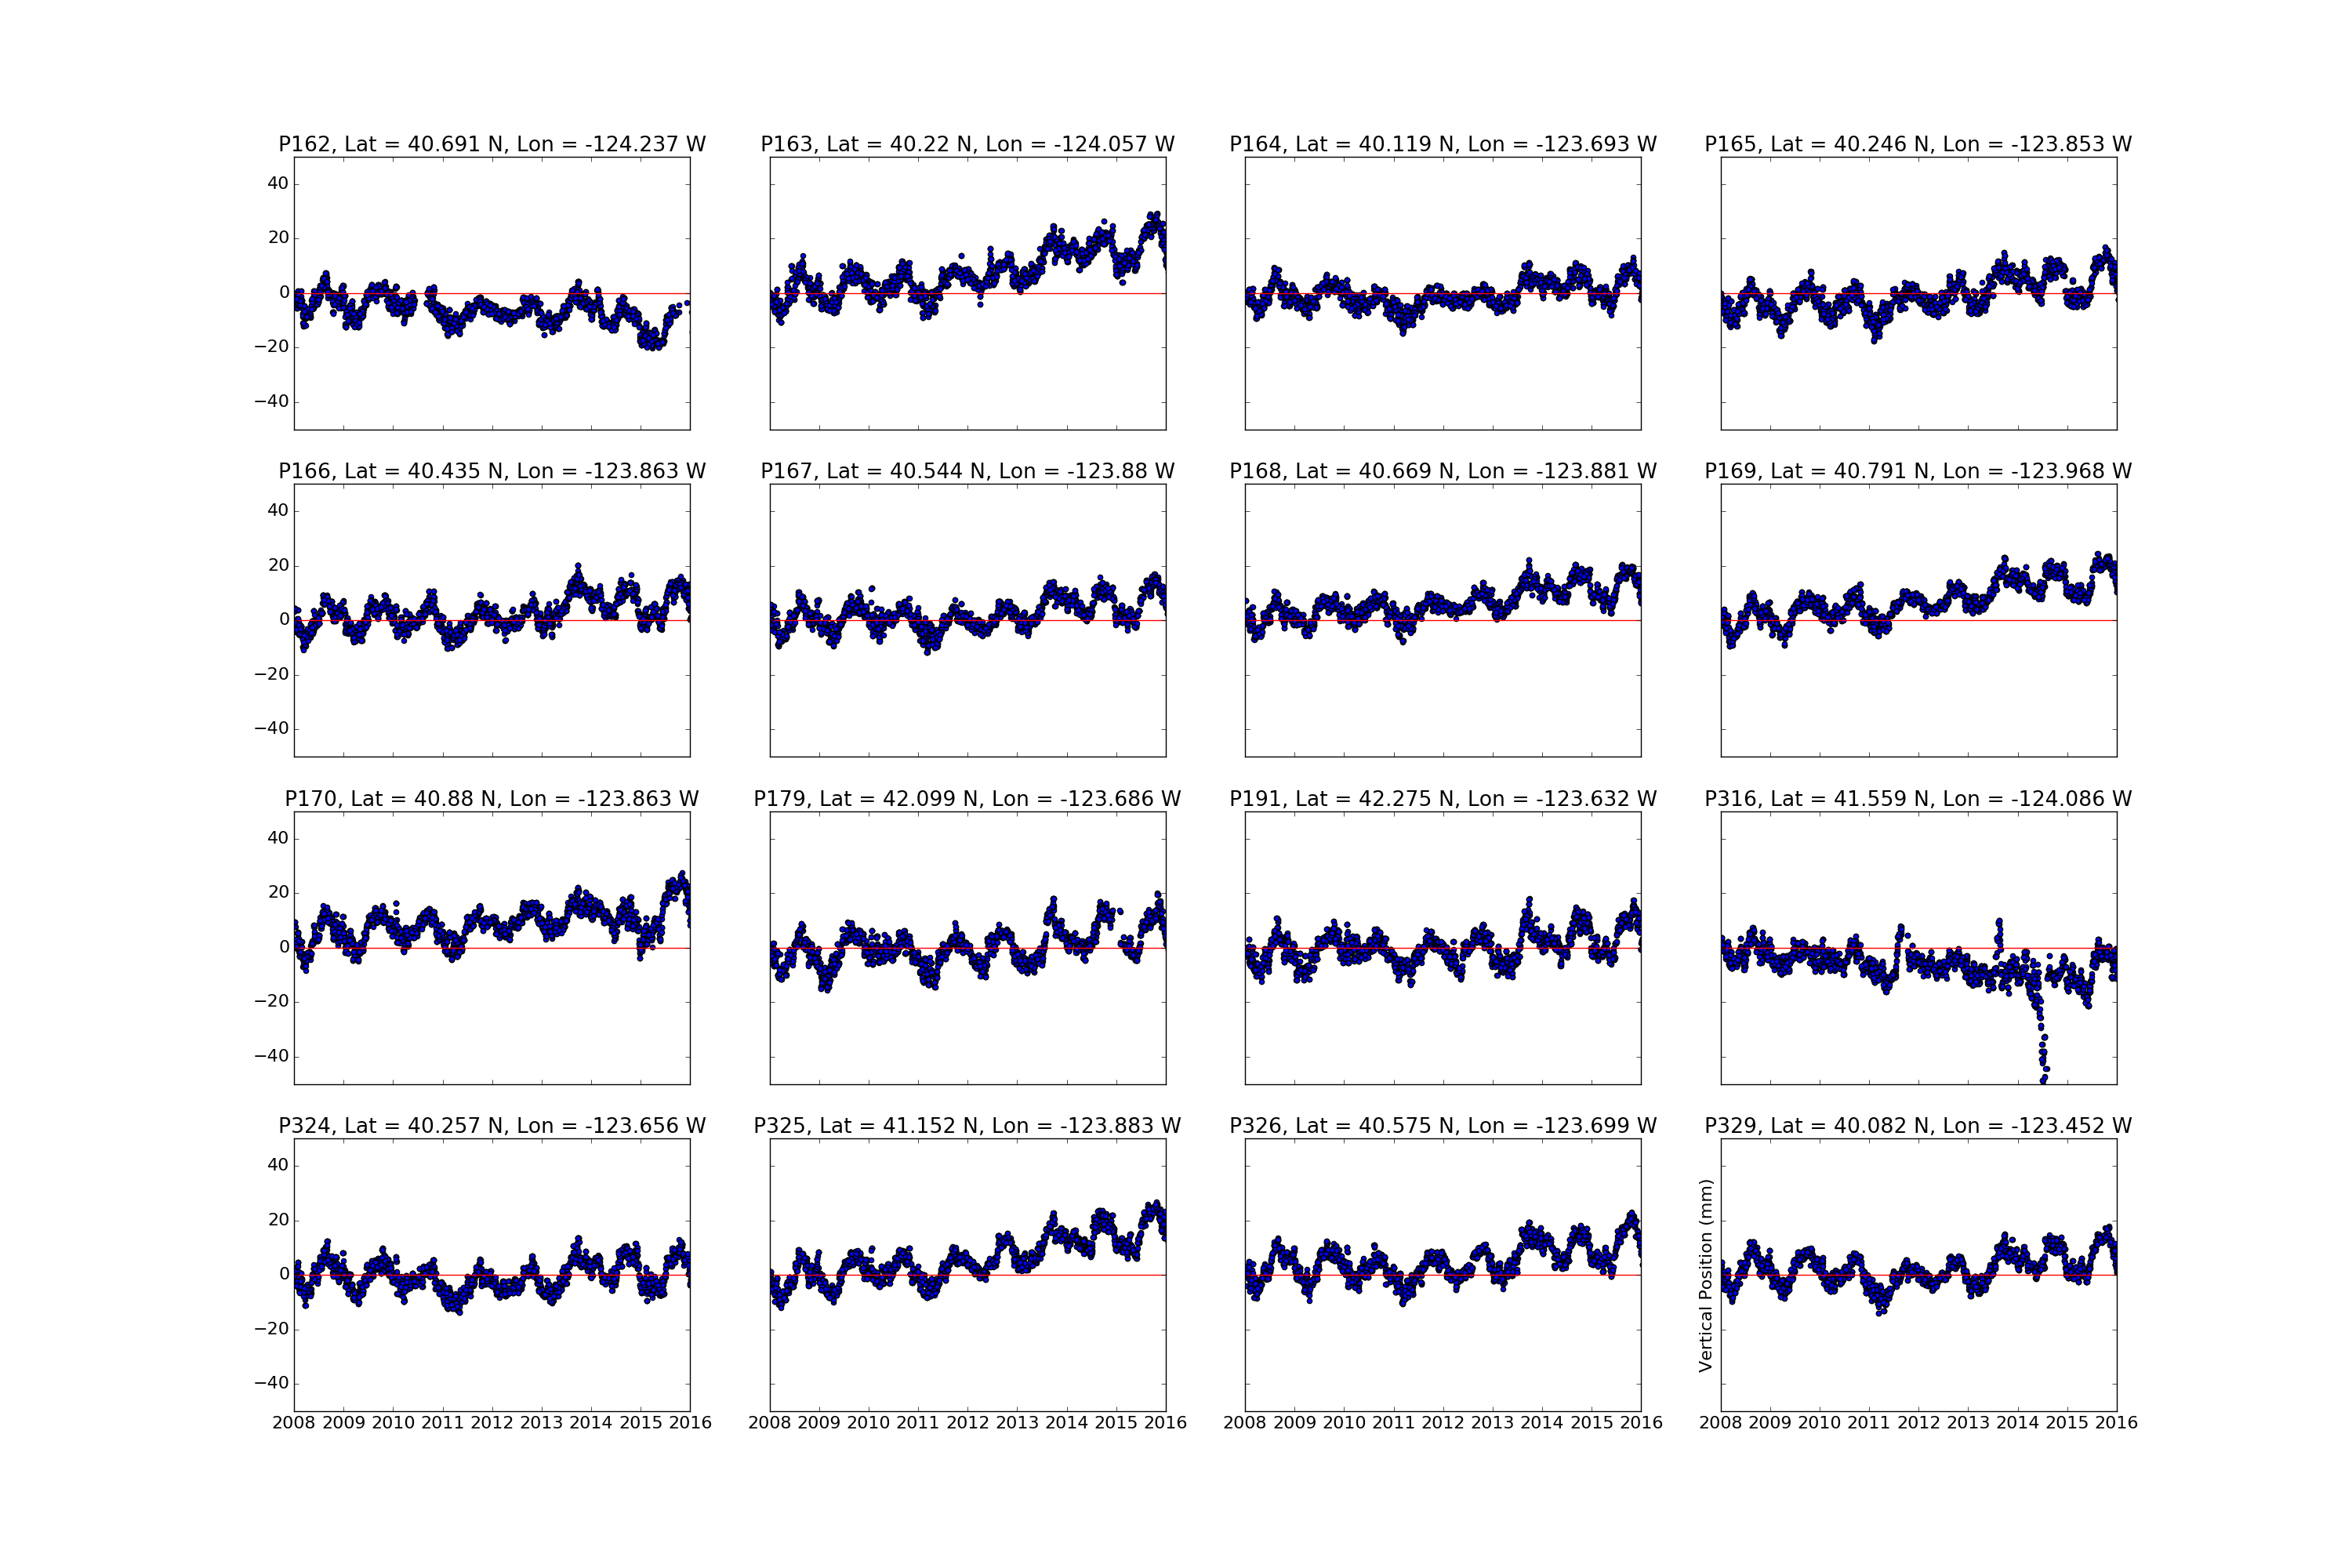 P162, Lat = 40.691 N, Lon = -124.237 W
P163, Lat = 40.22 N, Lon = -124.057 W
P164, Lat = 40.119 N, Lon = -123.693 W
P165, Lat = 40.246 N, Lon = -123.853 W
40
20
0
−20
−40
P166, Lat = 40.435 N, Lon = -123.863 W
P167, Lat = 40.544 N, Lon = -123.88 W
P168, Lat = 40.669 N, Lon = -123.881 W
P169, Lat = 40.791 N, Lon = -123.968 W
40
20
0
−20
−40
P170, Lat = 40.88 N, Lon = -123.863 W
P179, Lat = 42.099 N, Lon = -123.686 W
P191, Lat = 42.275 N, Lon = -123.632 W
P316, Lat = 41.559 N, Lon = -124.086 W
40
20
0
−20
−40
P324, Lat = 40.257 N, Lon = -123.656 W
P325, Lat = 41.152 N, Lon = -123.883 W
P326, Lat = 40.575 N, Lon = -123.699 W
P329, Lat = 40.082 N, Lon = -123.452 W
40
20
0
−20
−40
Vertical Position (mm)
2008 2009 2010 2011 2012 2013 2014 2015 2016
2008 2009 2010 2011 2012 2013 2014 2015 2016
2008 2009 2010 2011 2012 2013 2014 2015 2016
2008 2009 2010 2011 2012 2013 2014 2015 2016